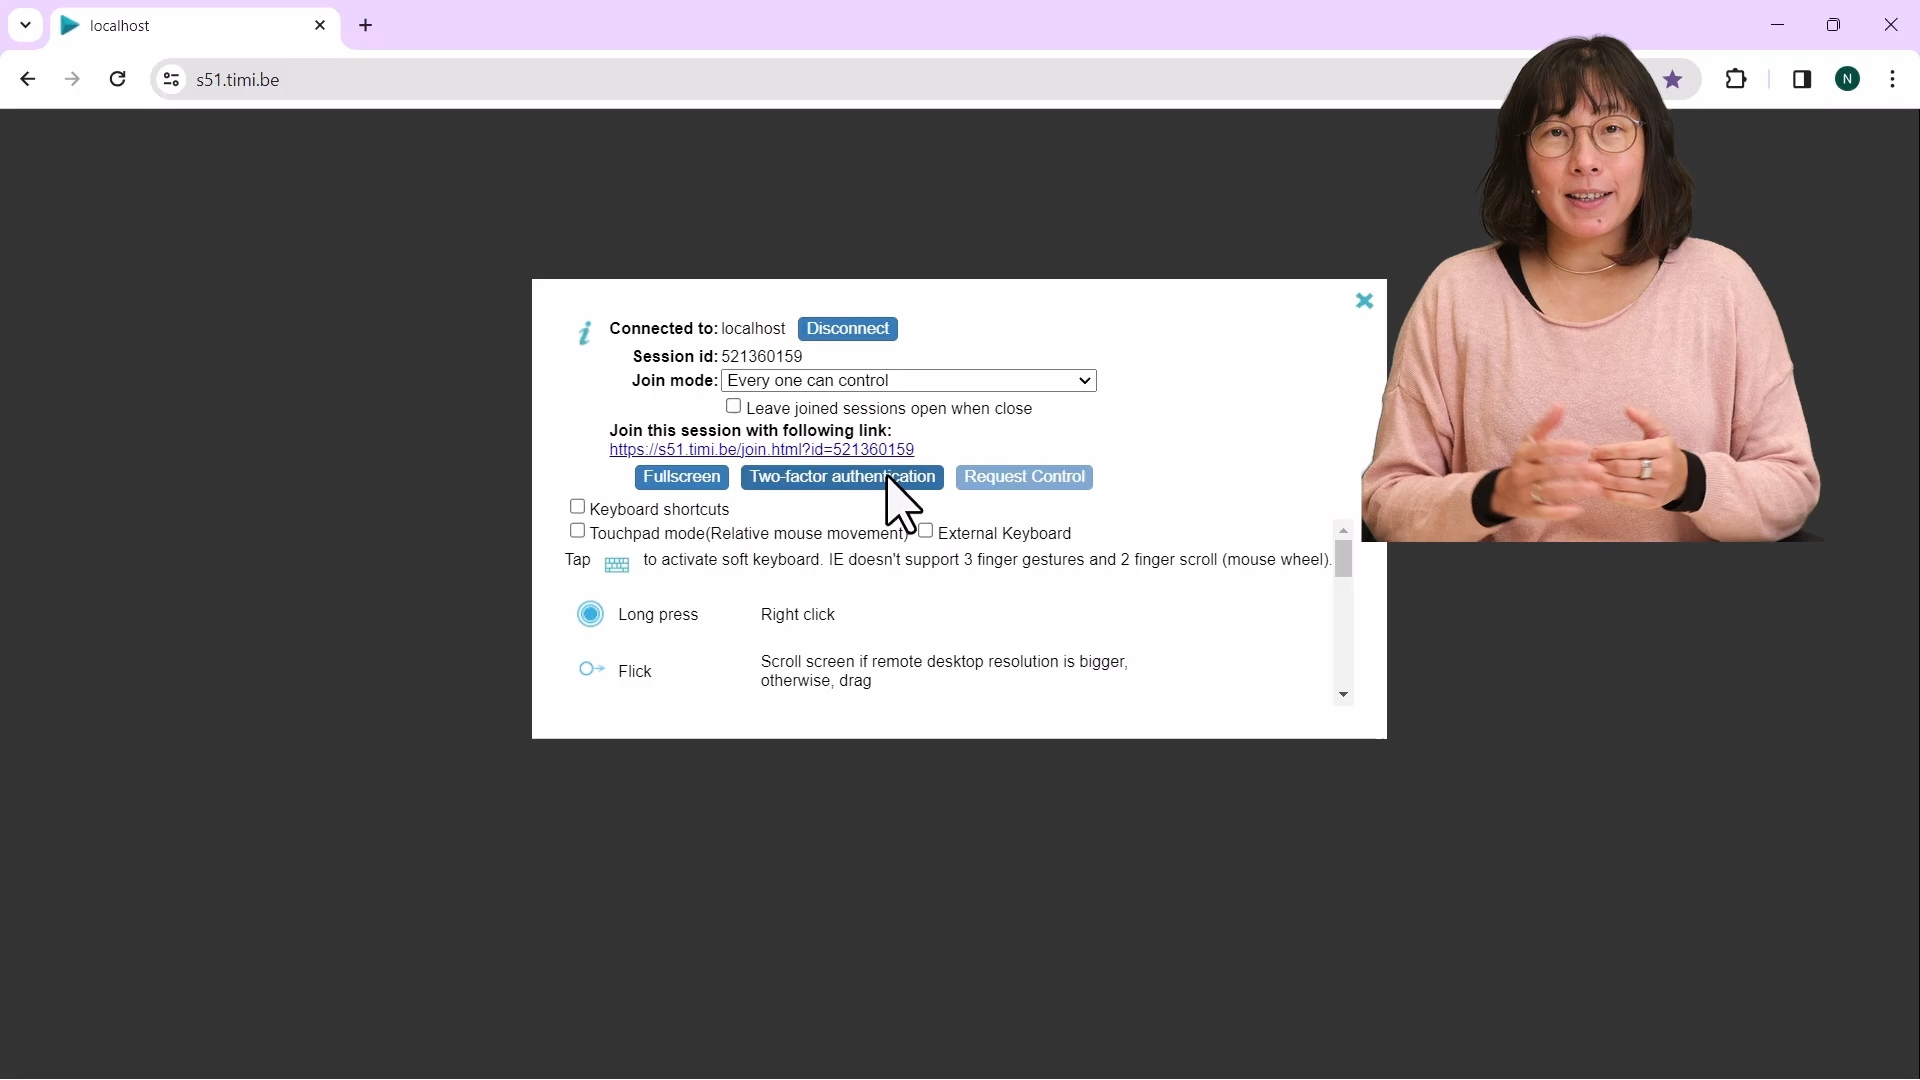 localhost
s51.timi.be
N
Connected to: localhost Disconnect
Session id: 521360159
Join mode: Every one can control
Leave joined sessions open when close
Join this session with following link:
https://s51.timi.be/join.html?id=521360159
Fullscreen Two-factor authentication Request Control
Keyboard shortcuts
Touchpad mode(Relative mouse movement) External Keyboard
Tap to activate soft keyboard. IE doesn't support 3 finger gestures and 2 finger scroll (mouse wheel).
Long press Right click
Flick Scroll screen if remote desktop resolution is bigger,
otherwise, drag